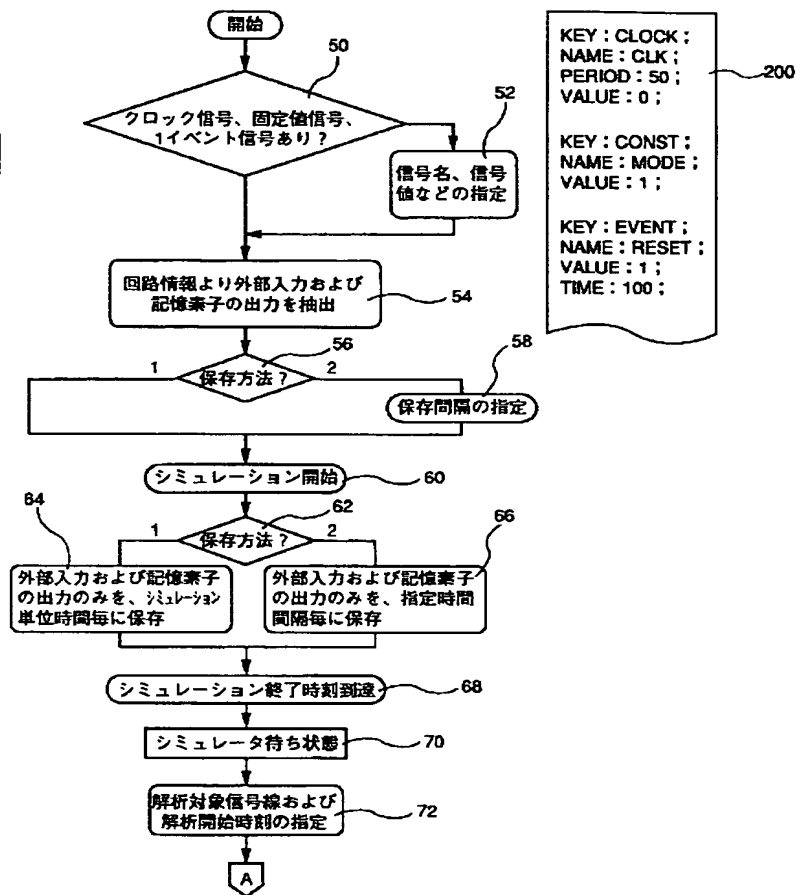 開始
50
クロック信号、固定値信号、
1イベント信号あり？
52
信号名、信号
値などの指定
回路情報より外部入力および
記憶素子の出力を抽出
54
56
1
保存方法？
2
58
保存間隔の指定
シミュレーション開始
60
62
64
1
保存方法？
2
66
外部入力および記憶素子
の出力のみを、シミュレーション
単位時間毎に保存
外部入力および記憶素子
の出力のみを、指定時間
間隔毎に保存
シミュレーション終了時刻到達
68
シミュレータ待ち状態
70
解析対象信号線および
解析開始時刻の指定
72
A
KEY：CLOCK；
NAME：CLK；
PERIOD：50；
VALUE：0；
KEY：CONST；
NAME：MODE；
VALUE：1；
KEY：EVENT；
NAME：RESET；
VALUE：1；
TIME：100；
200